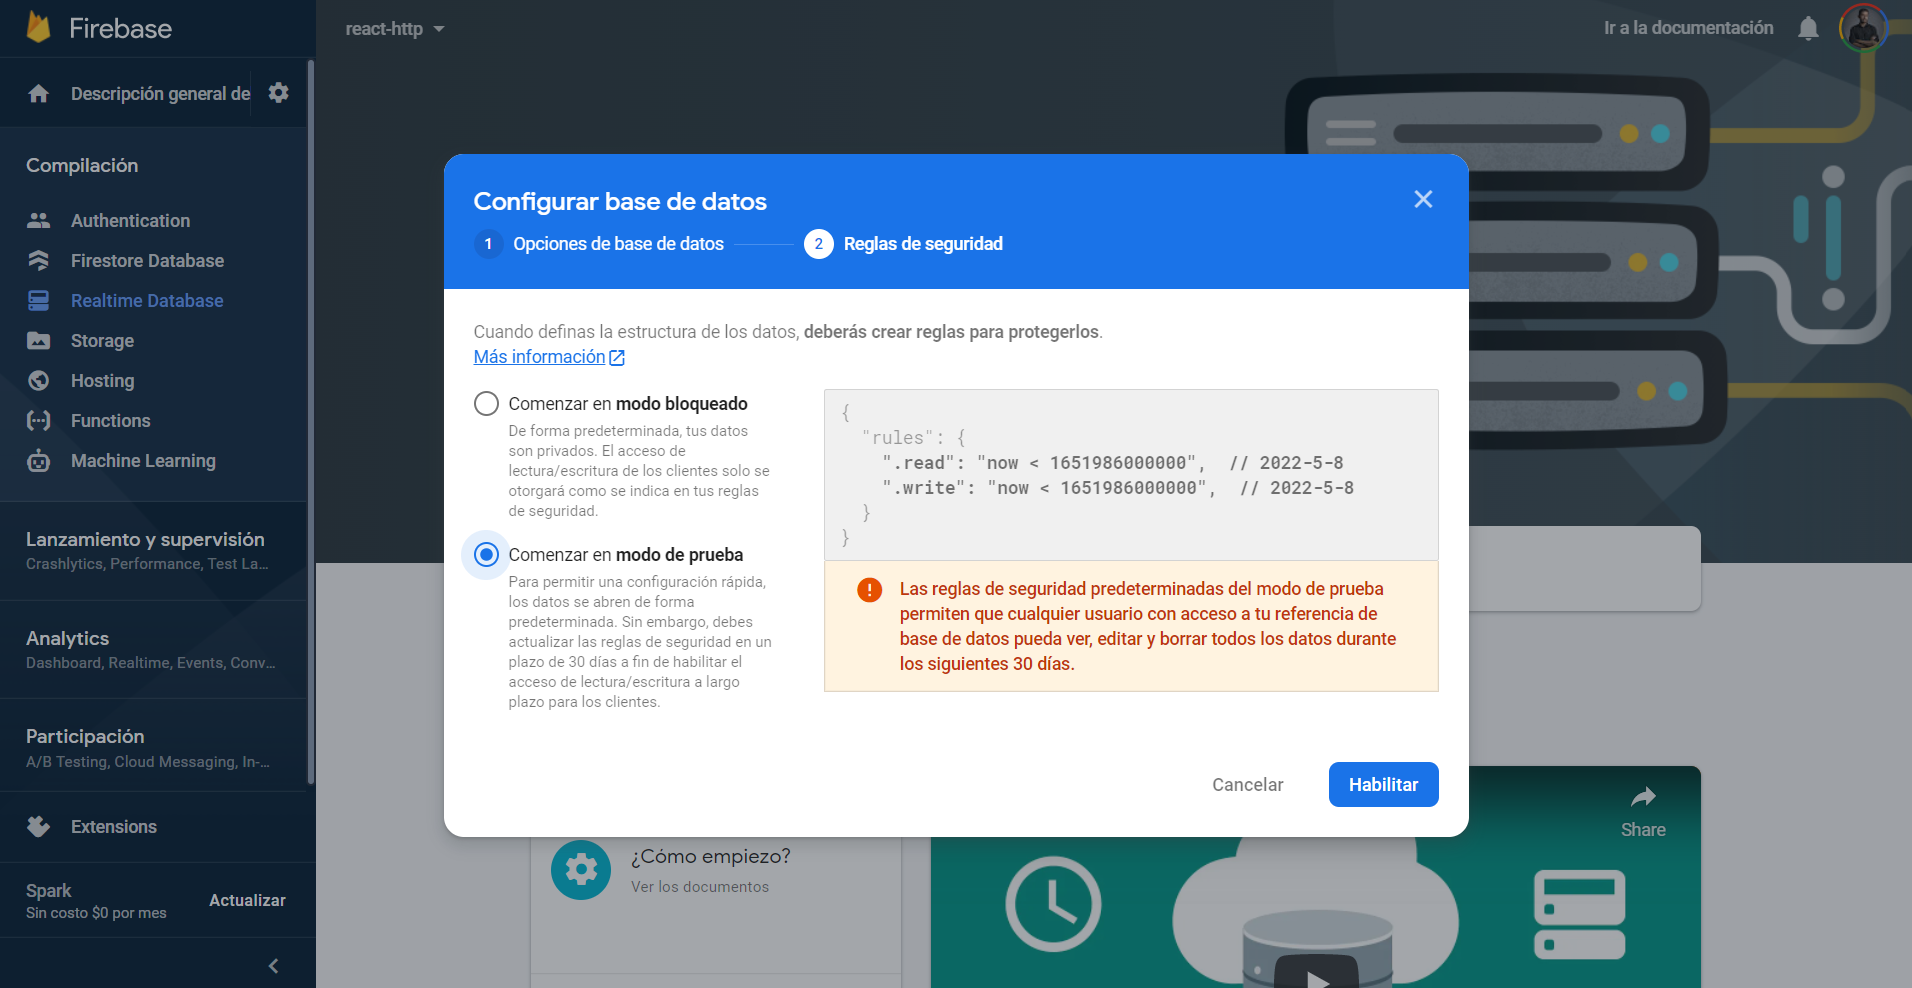 Firebase
react-http
Ir a la documentación
Descripción general de
Compilación
Authentication
Firestore Database
Realtime Database
Storage
Hosting
Functions
Machine Learning
Lanzamiento y supervisión
Crashlytics, Performance, Test La...
Analytics
Dashboard, Realtime, Events, Conv...
Participación
A/B Testing, Cloud Messaging, In-...
Extensions
Spark
Sin costo $0 por mes
Actualizar
Configurar base de datos
1 Opciones de base de datos
2 Reglas de seguridad
Cuando definas la estructura de los datos, deberás crear reglas para protegerlos.
Más información
Comenzar en modo bloqueado
De forma predeterminada, tus datos
son privados. El acceso de
lectura/escritura de los clientes solo se
otorgará como se indica en tus reglas
de seguridad.
Comenzar en modo de prueba
Para permitir una configuración rápida,
los datos se abren de forma
predeterminada. Sin embargo, debes
actualizar las reglas de seguridad en un
plazo de 30 días a fin de habilitar el
acceso de lectura/escritura a largo
plazo para los clientes.
{
"rules": {
".read": "now < 1651986000000",  // 2022-5-8
".write": "now < 1651986000000",  // 2022-5-8
}
}
Las reglas de seguridad predeterminadas del modo de prueba
permiten que cualquier usuario con acceso a tu referencia de
base de datos pueda ver, editar y borrar todos los datos durante
los siguientes 30 días.
Cancelar
Habilitar
¿Cómo empiezo?
Ver los documentos
Share